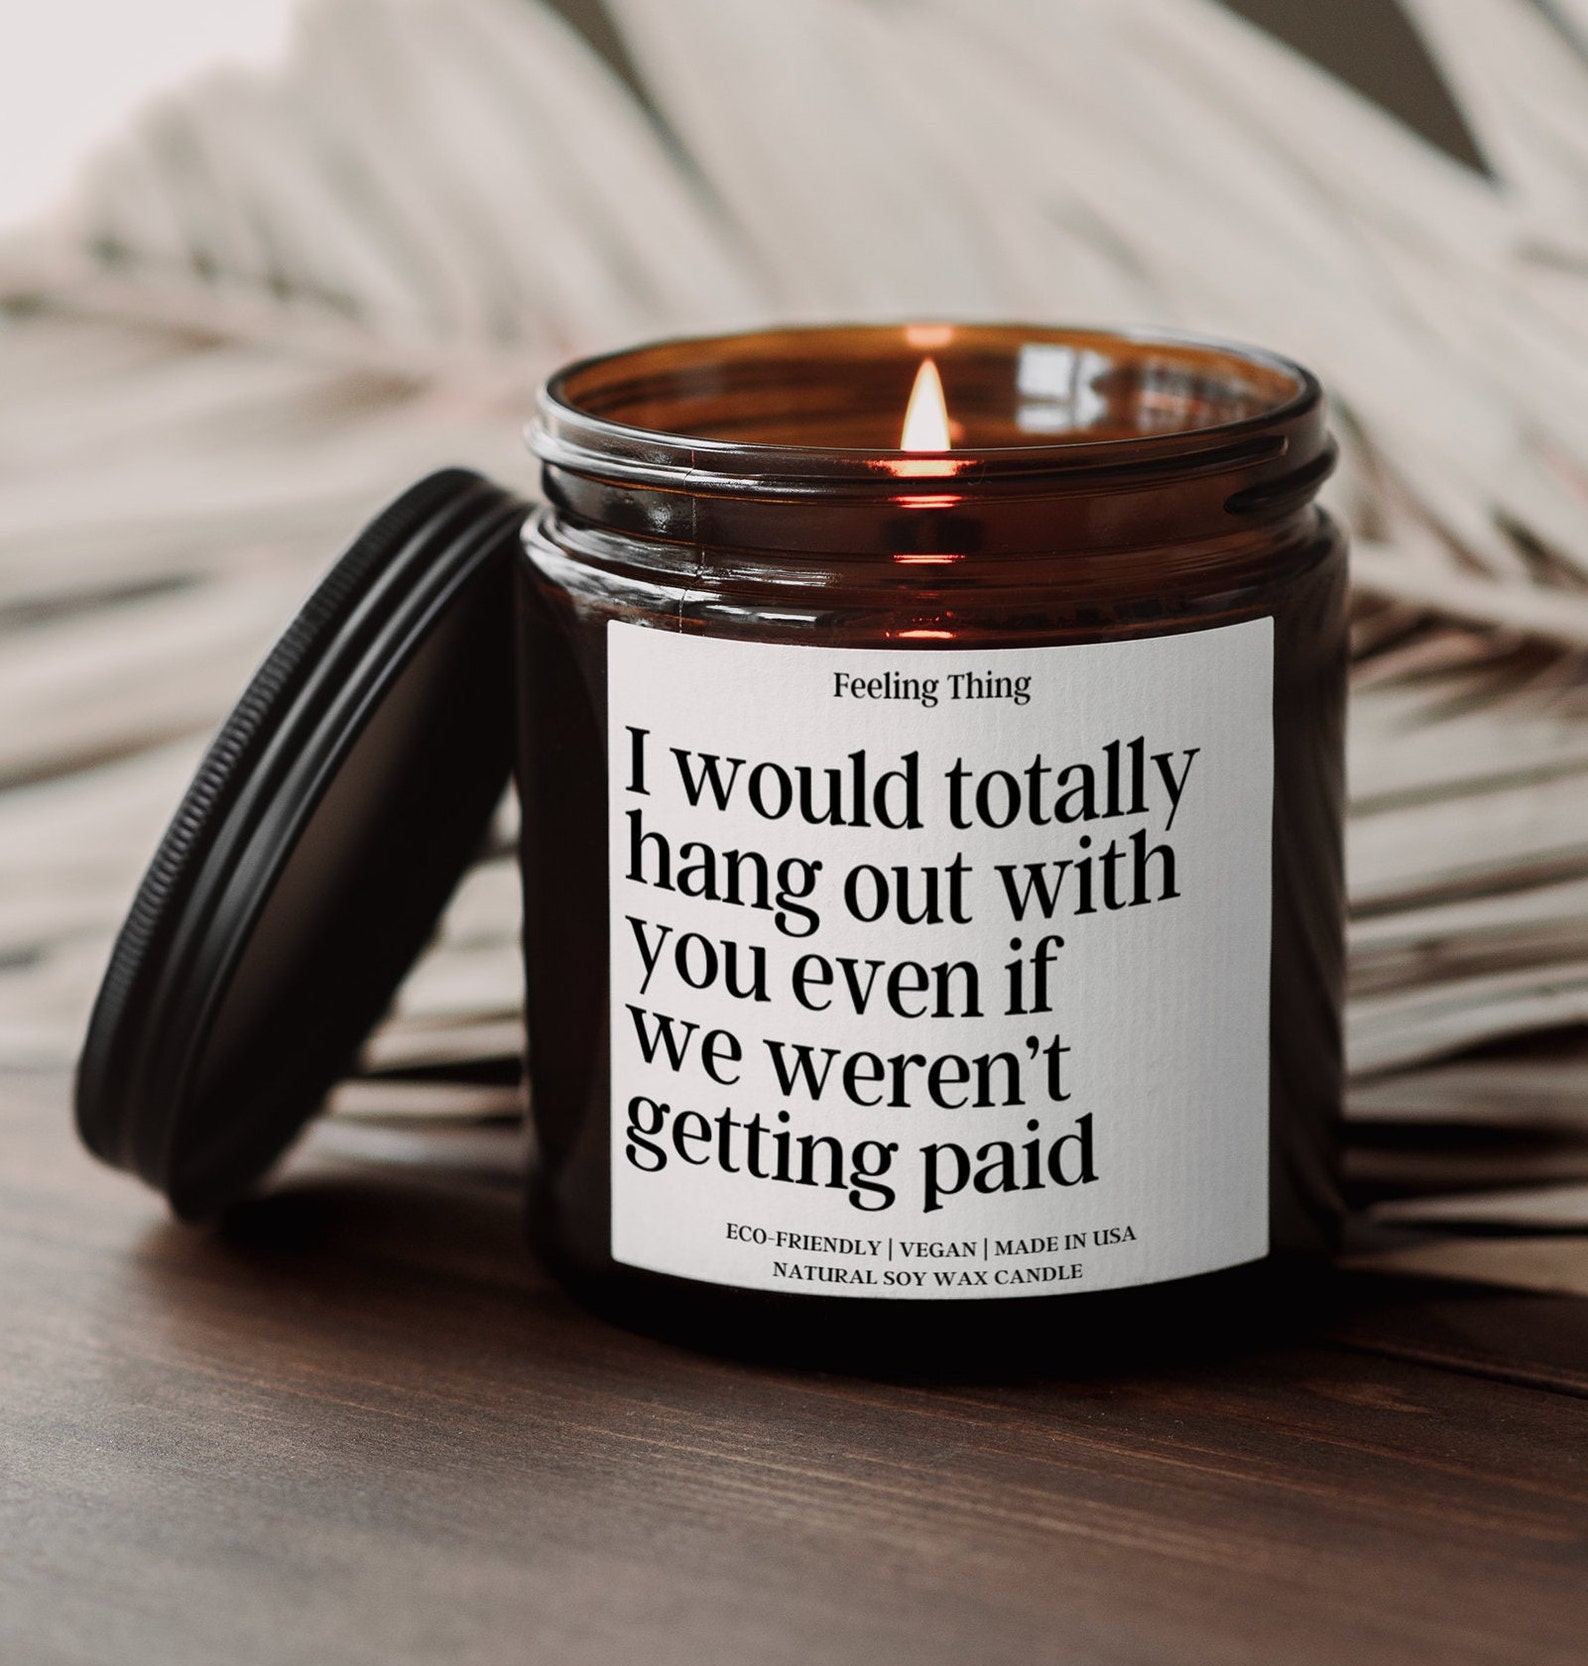 Feeling Thing
I would totally
hang out with
you even if
we weren’t
getting paid
ECO-FRIENDLY | VEGAN | MADE IN USA
NATURAL SOY WAX CANDLE